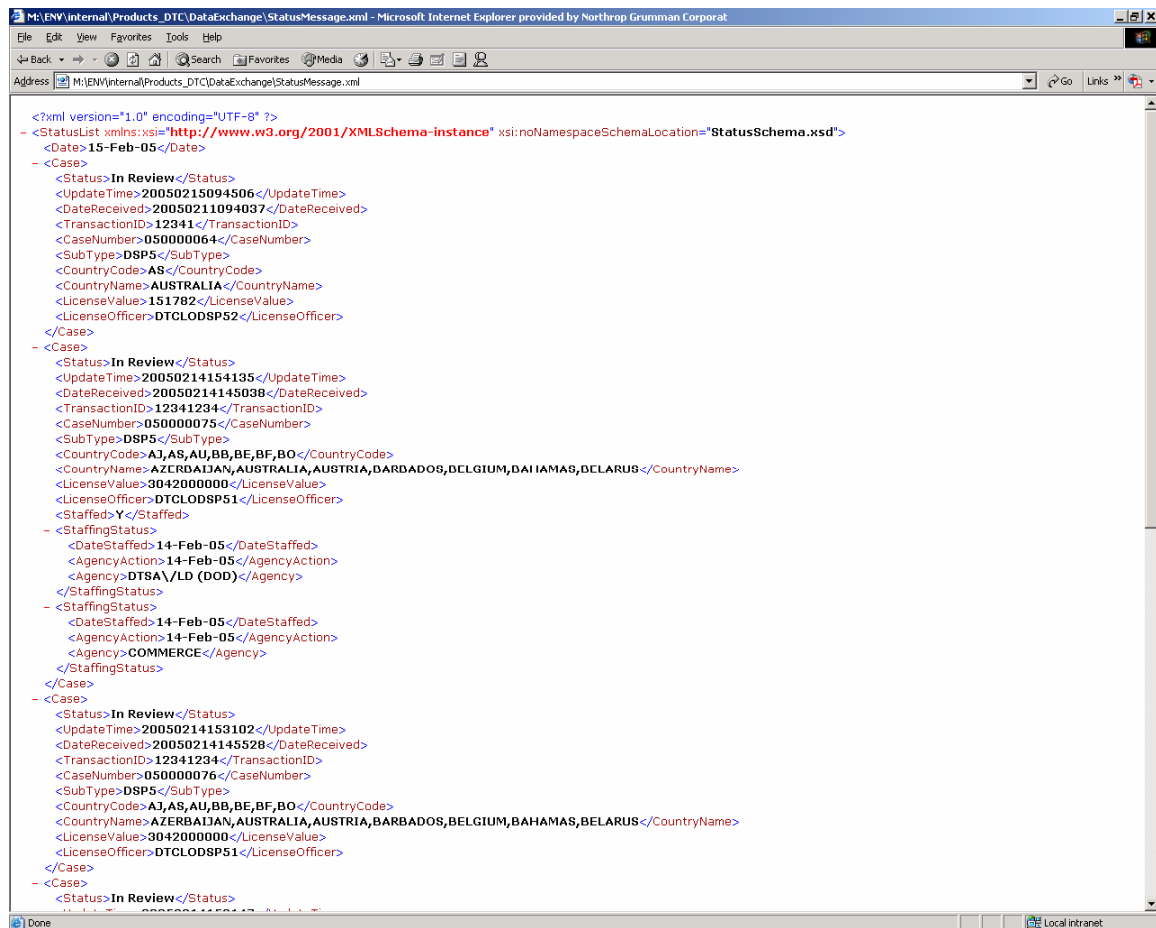 M:\ENV\internal\Products_DTC\DataExchange\StatusMessage.xml - Microsoft Internet Explorer provided by Northrop Grumman Corporat
File Edit View Favorites Tools Help
Back Search Favorites Media
Address M:\ENV\internal\Products_DTC\DataExchange\StatusMessage.xml Go Links »
<?xml version="1.0" encoding="UTF-8" ?>
- <StatusList xmlns:xsi="http://www.w3.org/2001/XMLSchema-instance" xsi:noNamespaceSchemaLocation="StatusSchema.xsd">
<Date>15-Feb-05</Date>
- <Case>
<Status>In Review</Status>
<UpdateTime>20050215094506</UpdateTime>
<DateReceived>20050211094037</DateReceived>
<TransactionID>12341</TransactionID>
<CaseNumber>050000064</CaseNumber>
<SubType>DSP5</SubType>
<CountryCode>AS</CountryCode>
<CountryName>AUSTRALIA</CountryName>
<LicenseValue>151782</LicenseValue>
<LicenseOfficer>DTCLODSP52</LicenseOfficer>
</Case>
- <Case>
<Status>In Review</Status>
<UpdateTime>20050214154135</UpdateTime>
<DateReceived>20050214145038</DateReceived>
<TransactionID>12341234</TransactionID>
<CaseNumber>050000075</CaseNumber>
<SubType>DSP5</SubType>
<CountryCode>AJ,AS,AU,BB,BE,BF,BO</CountryCode>
<CountryName>AZERBAIJAN,AUSTRALIA,AUSTRIA,BARBADOS,BELGIUM,BAHAMAS,BELARUS</CountryName>
<LicenseValue>3042000000</LicenseValue>
<LicenseOfficer>DTCLODSP51</LicenseOfficer>
<Staffed>Y</Staffed>
- <StaffingStatus>
<DateStaffed>14-Feb-05</DateStaffed>
<AgencyAction>14-Feb-05</AgencyAction>
<Agency>DTSA\/LD (DOD)</Agency>
</StaffingStatus>
- <StaffingStatus>
<DateStaffed>14-Feb-05</DateStaffed>
<AgencyAction>14-Feb-05</AgencyAction>
<Agency>COMMERCE</Agency>
</StaffingStatus>
</Case>
- <Case>
<Status>In Review</Status>
<UpdateTime>20050214153102</UpdateTime>
<DateReceived>20050214145528</DateReceived>
<TransactionID>12341234</TransactionID>
<CaseNumber>050000076</CaseNumber>
<SubType>DSP5</SubType>
<CountryCode>AJ,AS,AU,BB,BE,BF,BO</CountryCode>
<CountryName>AZERBAIJAN,AUSTRALIA,AUSTRIA,BARBADOS,BELGIUM,BAHAMAS,BELARUS</CountryName>
<LicenseValue>3042000000</LicenseValue>
<LicenseOfficer>DTCLODSP51</LicenseOfficer>
</Case>
- <Case>
<Status>In Review</Status>
Done Local intranet